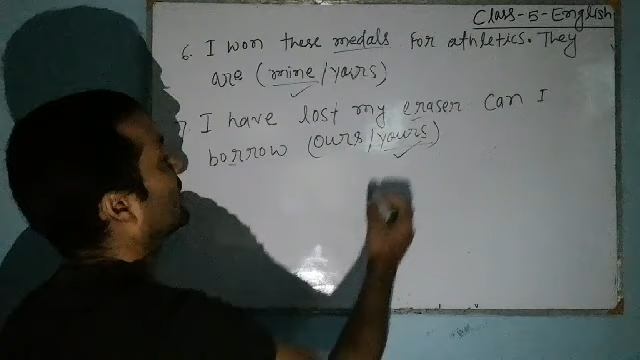 Class-5-English
6. I won these medals for athletics. They
are (mine/yours)
7 I have lost my eraser can I
borrow (ours/yours)